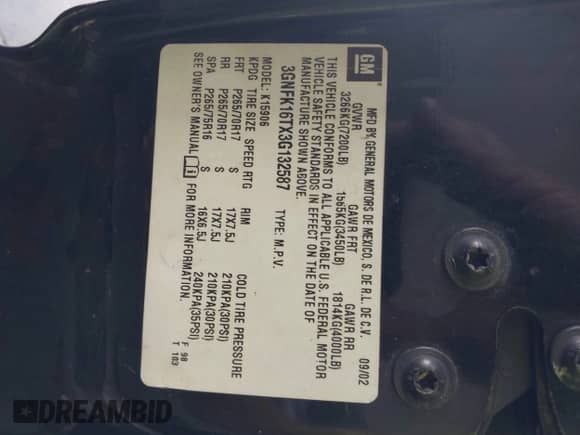 GM
MFD BY, GENERAL MOTORS DE MEXICO, S. DE R.L. DE C.V. 09/02
GVWR GAWR FRT GAWR RR
3266KG(7200LB) 1565KG(3450LB) 1814KG(4000LB)
THIS VEHICLE CONFORMS TO ALL APPLICABLE U.S. FEDERAL MOTOR
VEHICLE SAFETY STANDARDS IN EFFECT ON THE DATE OF
MANUFACTURE SHOWN ABOVE.
3GNFK16TX3G132587 TYPE: M.P.V.
MODEL: K15906
KPDG TIRE SIZE SPEED RTG RIM COLD TIRE PRESSURE
FRT P265/70R17 S 17X7.5J 210KPA(30PSI)
RR P265/70R17 S 17X7.5J 210KPA(30PSI)
SPA P265/75R16 S 16X6.5J 240KPA(35PSI)
SEE OWNER'S MANUAL FOR MORE INFORMATION.
F 98
T 103
DREAMBID